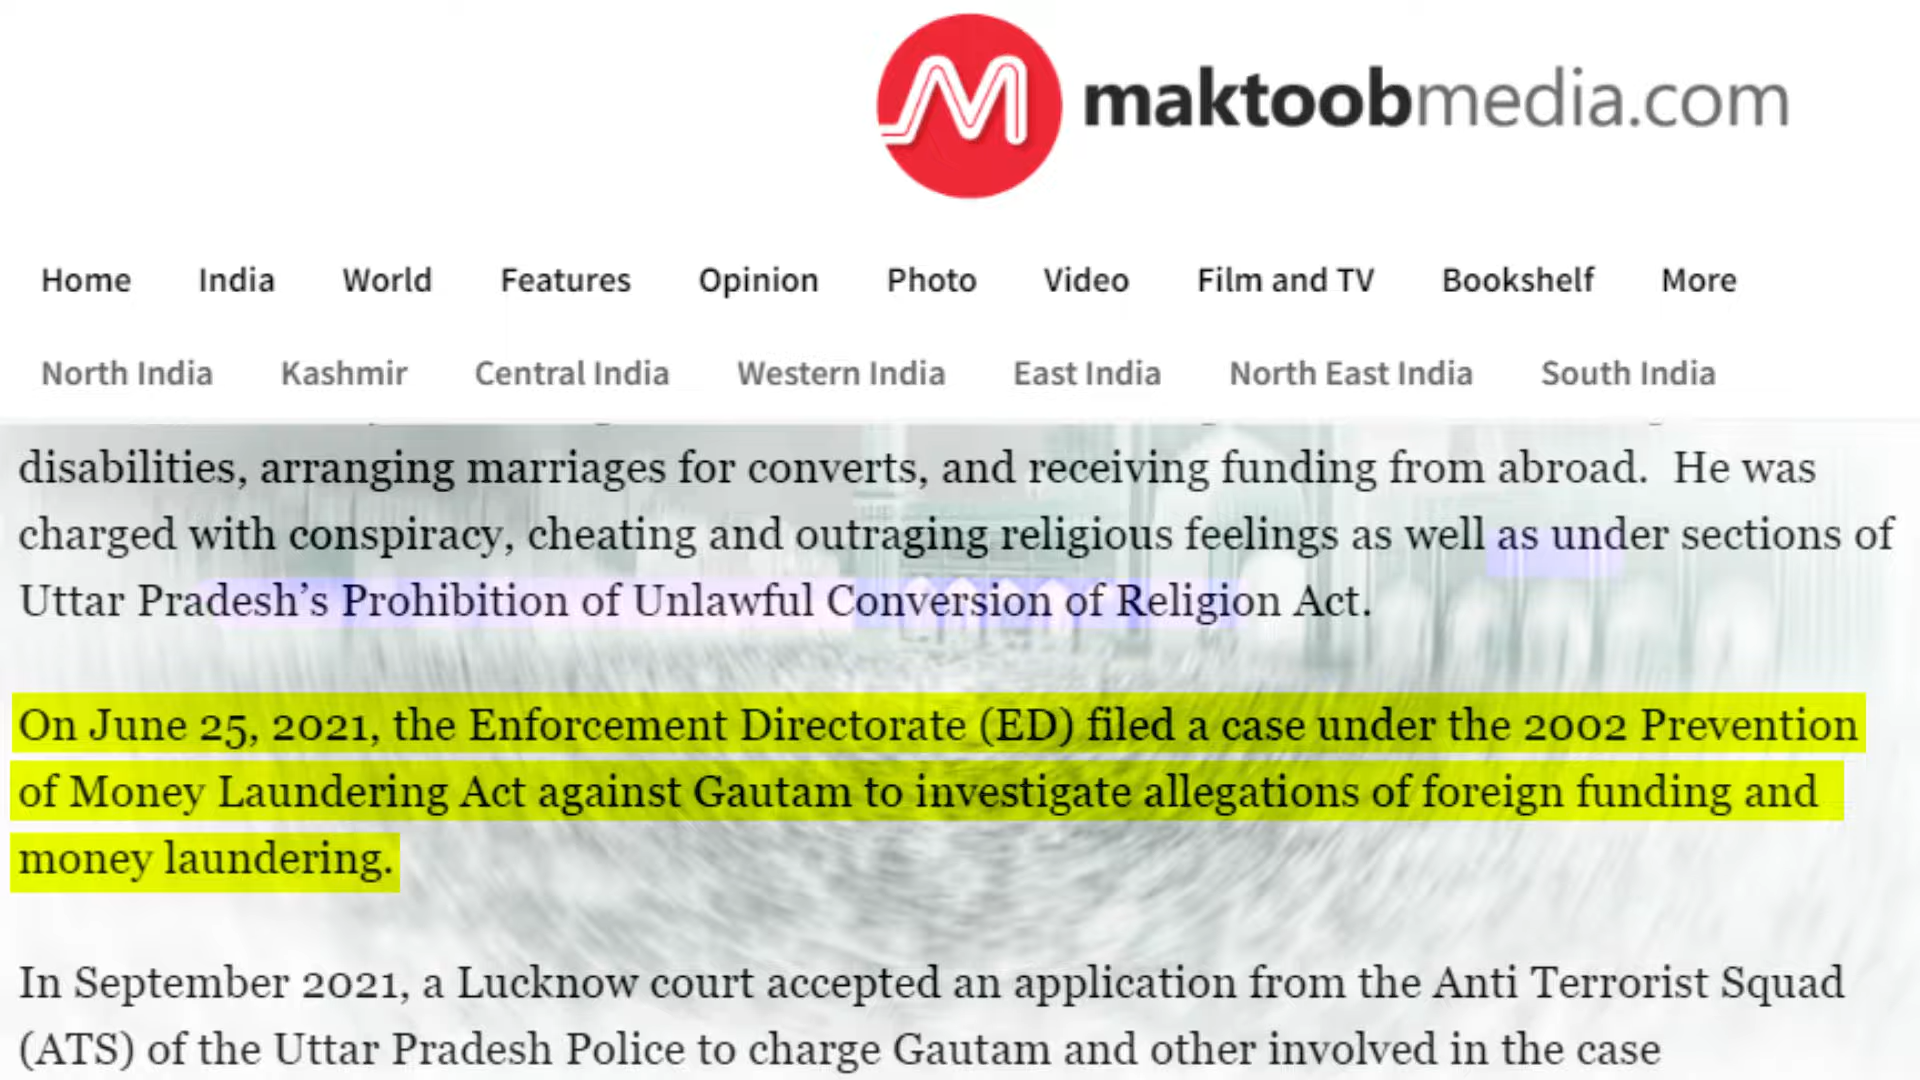 maktoobmedia.com
Home India World Features Opinion Photo Video Film and TV Bookshelf More
North India Kashmir Central India Western India East India North East India South India
disabilities, arranging marriages for converts, and receiving funding from abroad. He was
charged with conspiracy, cheating and outraging religious feelings as well as under sections of
Uttar Pradesh’s Prohibition of Unlawful Conversion of Religion Act.
On June 25, 2021, the Enforcement Directorate (ED) filed a case under the 2002 Prevention
of Money Laundering Act against Gautam to investigate allegations of foreign funding and
money laundering.
In September 2021, a Lucknow court accepted an application from the Anti Terrorist Squad
(ATS) of the Uttar Pradesh Police to charge Gautam and other involved in the case